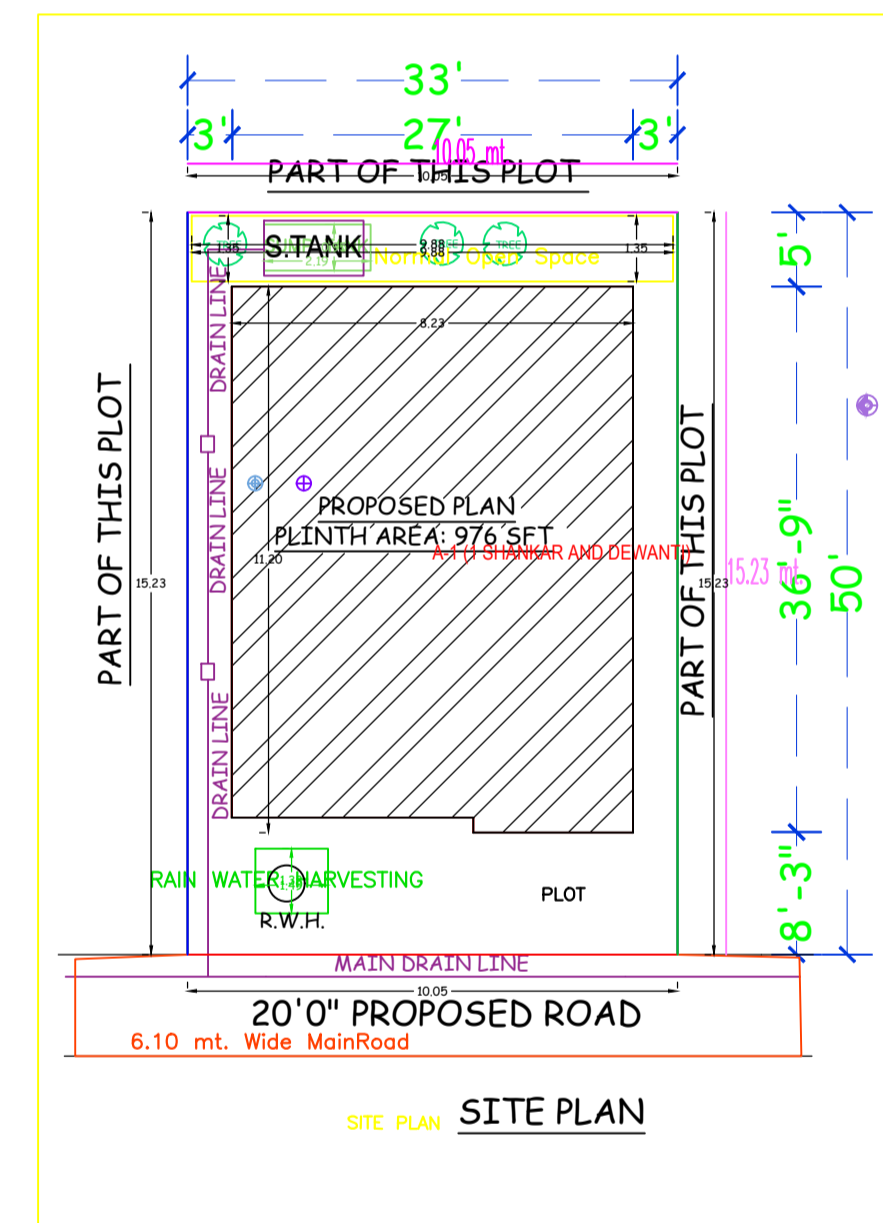 33'
3'
27'
3'
10.05 mt.
PART OF THIS PLOT
10.05
TREE
S.TANK
2.19
9.88
9.88
TREE
TREE
1.35
1.35
Normal Open Space
5'
8.23
DRAIN LINE
DRAIN LINE
DRAIN LINE
PART OF THIS PLOT
PART OF THIS PLOT
PROPOSED PLAN
PLINTH AREA: 976 SFT
A-1 (1 SHANKAR AND DEWANTI)
11.20
15.23
15.23
15.23 mt.
36'-9"
50'
8'-3"
RAIN WATER HARVESTING
R.W.H.
PLOT
MAIN DRAIN LINE
10.05
20'0" PROPOSED ROAD
6.10 mt. Wide MainRoad
SITE PLAN
SITE PLAN